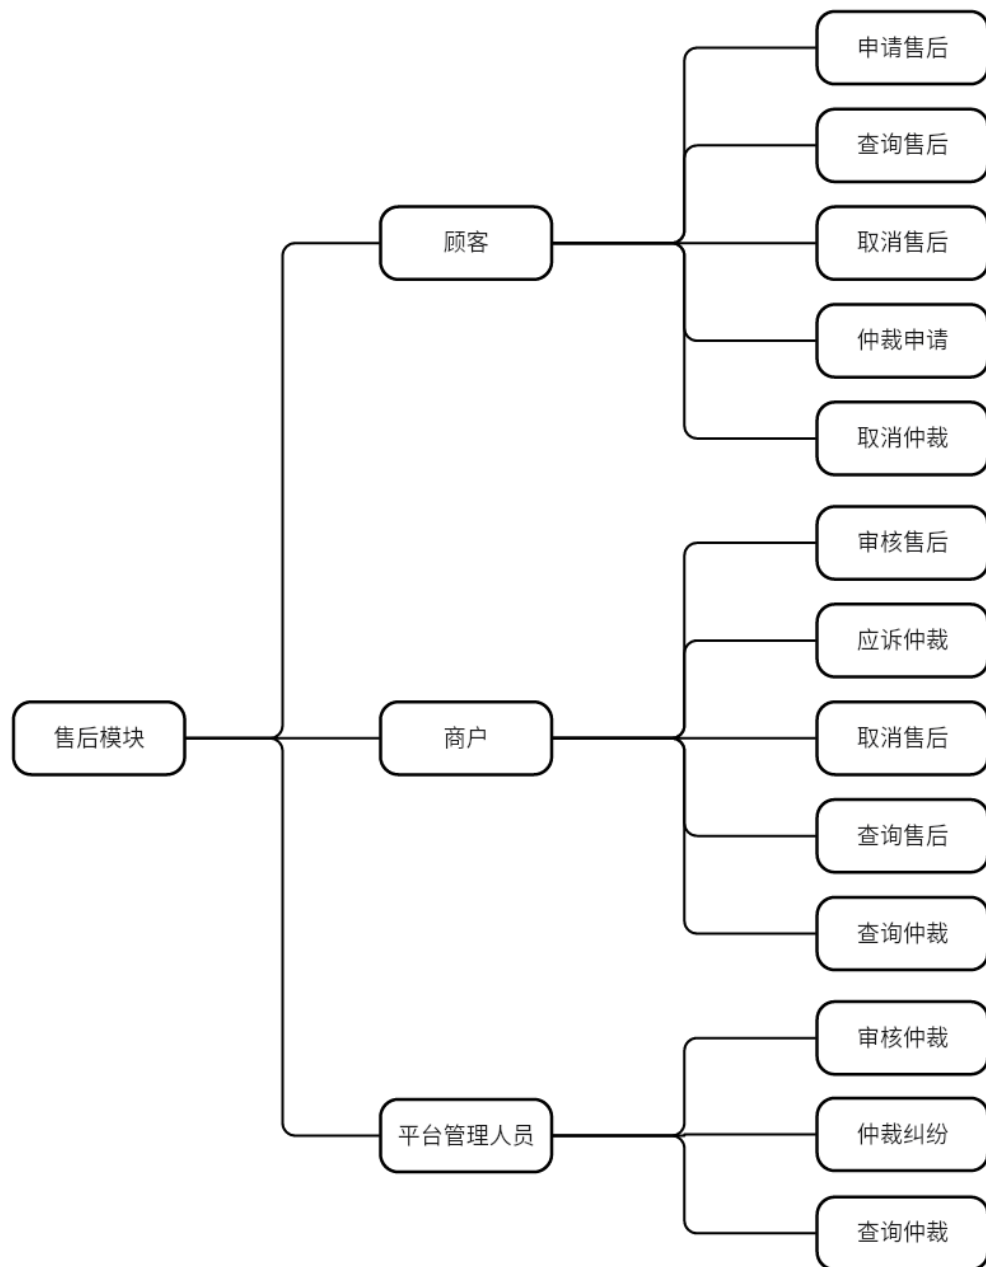 申请售后
查询售后
顾客
取消售后
仲裁申请
取消仲裁
审核售后
应诉仲裁
售后模块
商户
取消售后
查询售后
查询仲裁
审核仲裁
平台管理人员
仲裁纠纷
查询仲裁